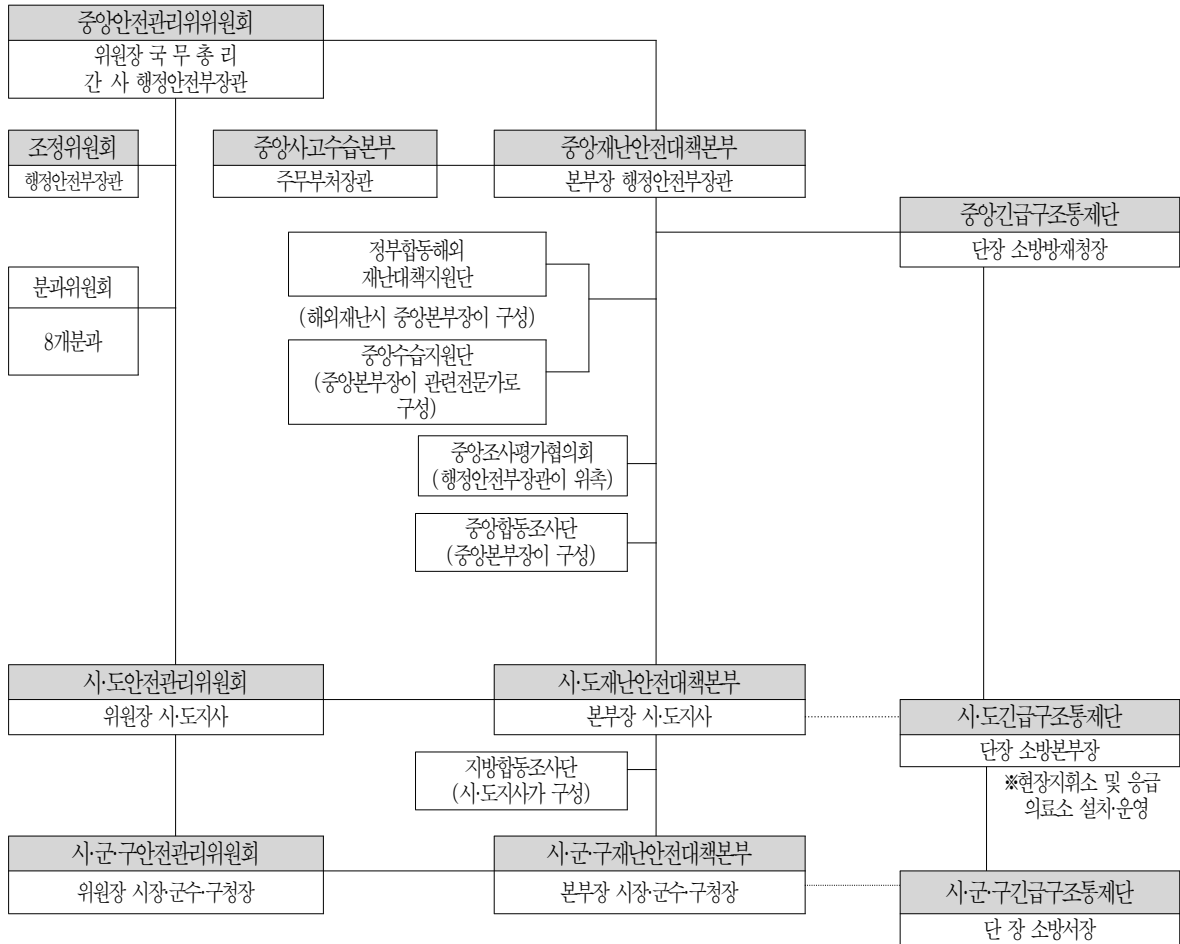 중앙안전관리위위원회
위원장 국 무 총 리
간 사 행정안전부장관
조정위원회
행정안전부장관
중앙사고수습본부
주무부처장관
중앙재난안전대책본부
본부장 행정안전부장관
중앙긴급구조통제단
단장 소방방재청장
분과위원회
8개분과
정부합동해외
재난대책지원단
(해외재난시 중앙본부장이 구성)
중앙수습지원단
(중앙본부장이 관련전문가로
구성)
중앙조사평가협의회
(행정안전부장관이 위촉)
중앙합동조사단
(중앙본부장이 구성)
시·도안전관리위원회
위원장 시·도지사
시·도재난안전대책본부
본부장 시·도지사
시·도긴급구조통제단
단장 소방본부장
※현장지휘소 및 응급
의료소 설치·운영
지방합동조사단
(시·도지사가 구성)
시·군·구안전관리위원회
위원장 시장·군수·구청장
시·군·구재난안전대책본부
본부장 시장·군수·구청장
시·군·구긴급구조통제단
단 장 소방서장